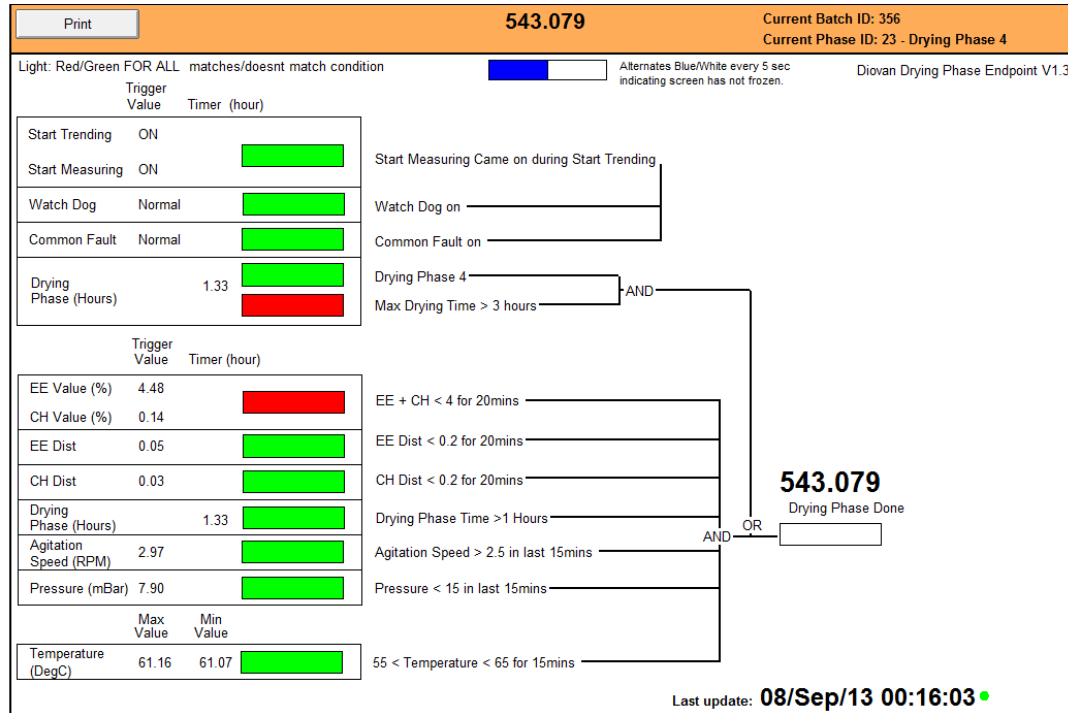 Print
543.079
Current Batch ID: 356
Current Phase ID: 23 - Drying Phase 4
Light: Red/Green FOR ALL matches/doesnt match condition
Alternates Blue/White every 5 sec
indicating screen has not frozen.
Diovan Drying Phase Endpoint V1.3
Trigger
Value Timer (hour)
Start Trending ON
Start Measuring ON
Start Measuring Came on during Start Trending
Watch Dog Normal
Watch Dog on
Common Fault Normal
Common Fault on
Drying
Phase (Hours)
1.33
Drying Phase 4
Max Drying Time > 3 hours
AND
Trigger
Value Timer (hour)
EE Value (%) 4.48
CH Value (%) 0.14
EE + CH < 4 for 20mins
EE Dist 0.05
EE Dist < 0.2 for 20mins
CH Dist 0.03
CH Dist < 0.2 for 20mins
Drying
Phase (Hours)
1.33
Drying Phase Time >1 Hours
Agitation
Speed (RPM)
2.97
Agitation Speed > 2.5 in last 15mins
Pressure (mBar) 7.90
Pressure < 15 in last 15mins
AND
OR
543.079
Drying Phase Done
Max
Value
Min
Value
Temperature
(DegC)
61.16 61.07
55 < Temperature < 65 for 15mins
Last update: 08/Sep/13 00:16:03